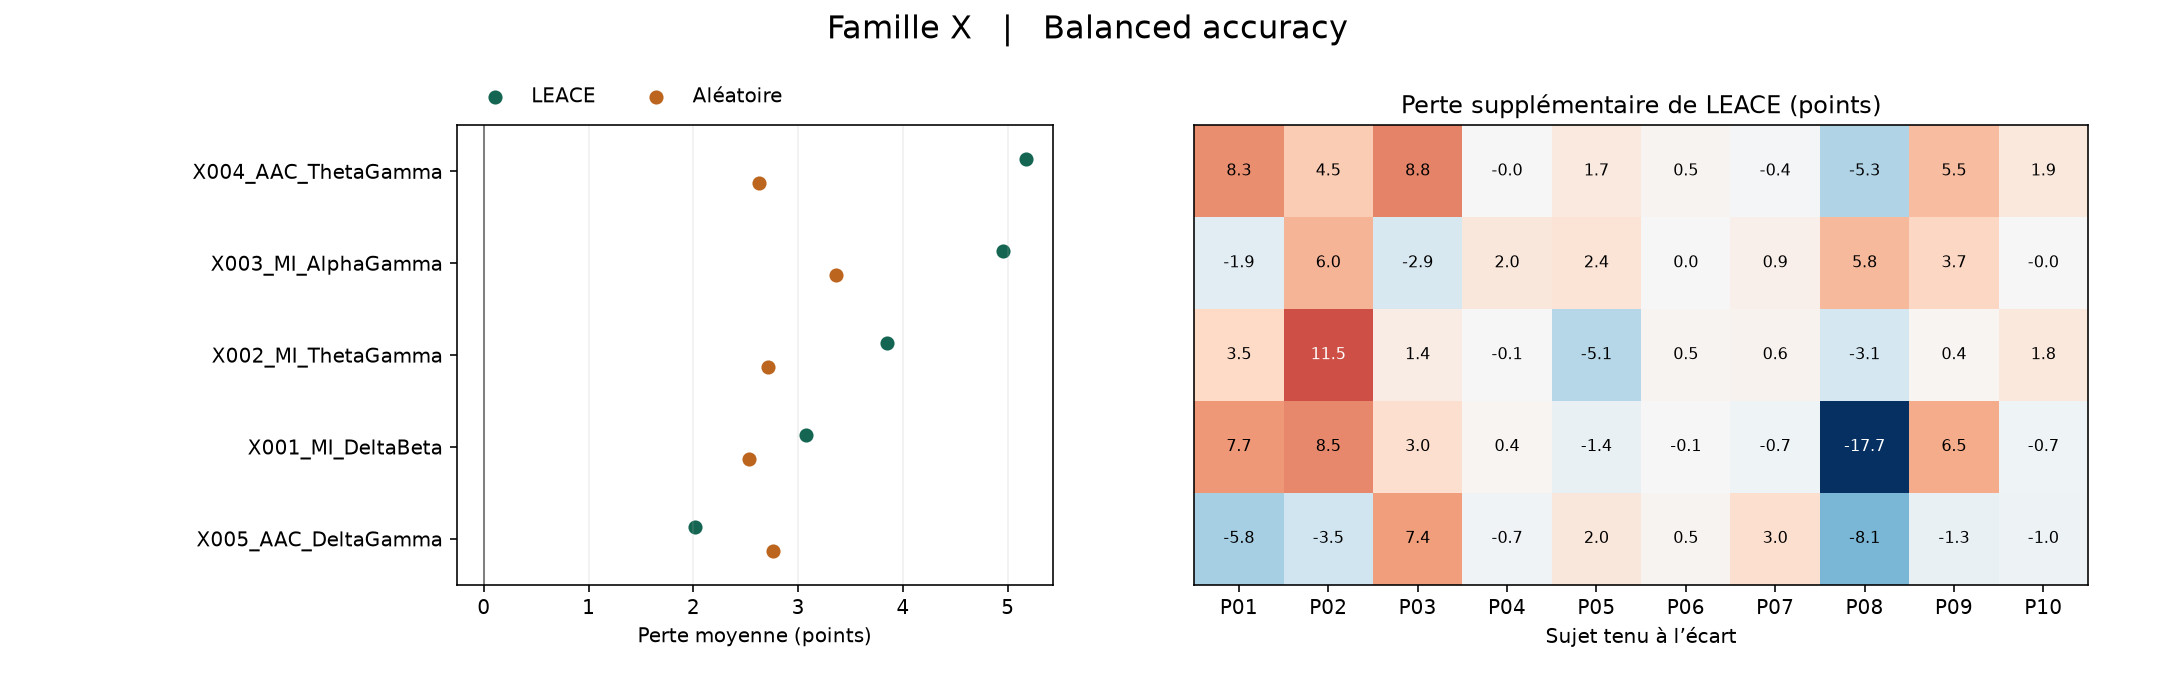 Famille X | Balanced accuracy
LEACE Aléatoire
X004_AAC_ThetaGamma
X003_MI_AlphaGamma
X002_MI_ThetaGamma
X001_MI_DeltaBeta
X005_AAC_DeltaGamma
0 1 2 3 4 5
Perte moyenne (points)
Perte supplémentaire de LEACE (points)
8.3 4.5 8.8 -0.0 1.7 0.5 -0.4 -5.3 5.5 1.9
-1.9 6.0 -2.9 2.0 2.4 0.0 0.9 5.8 3.7 -0.0
3.5 11.5 1.4 -0.1 -5.1 0.5 0.6 -3.1 0.4 1.8
7.7 8.5 3.0 0.4 -1.4 -0.1 -0.7 -17.7 6.5 -0.7
-5.8 -3.5 7.4 -0.7 2.0 0.5 3.0 -8.1 -1.3 -1.0
P01 P02 P03 P04 P05 P06 P07 P08 P09 P10
Sujet tenu à l’écart